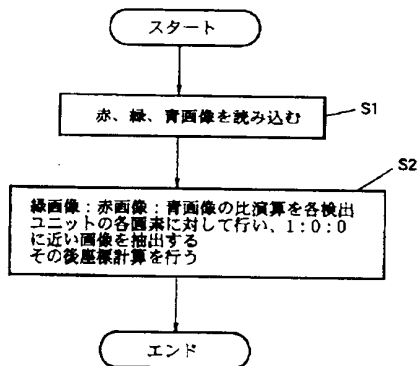 スタート
赤、緑、青画像を読み込む
S1
S2
緑画像:赤画像:青画像の比演算を各検出
ユニットの各画素に対して行い、1:0:0
に近い画像を抽出する
その後座標計算を行う
エンド